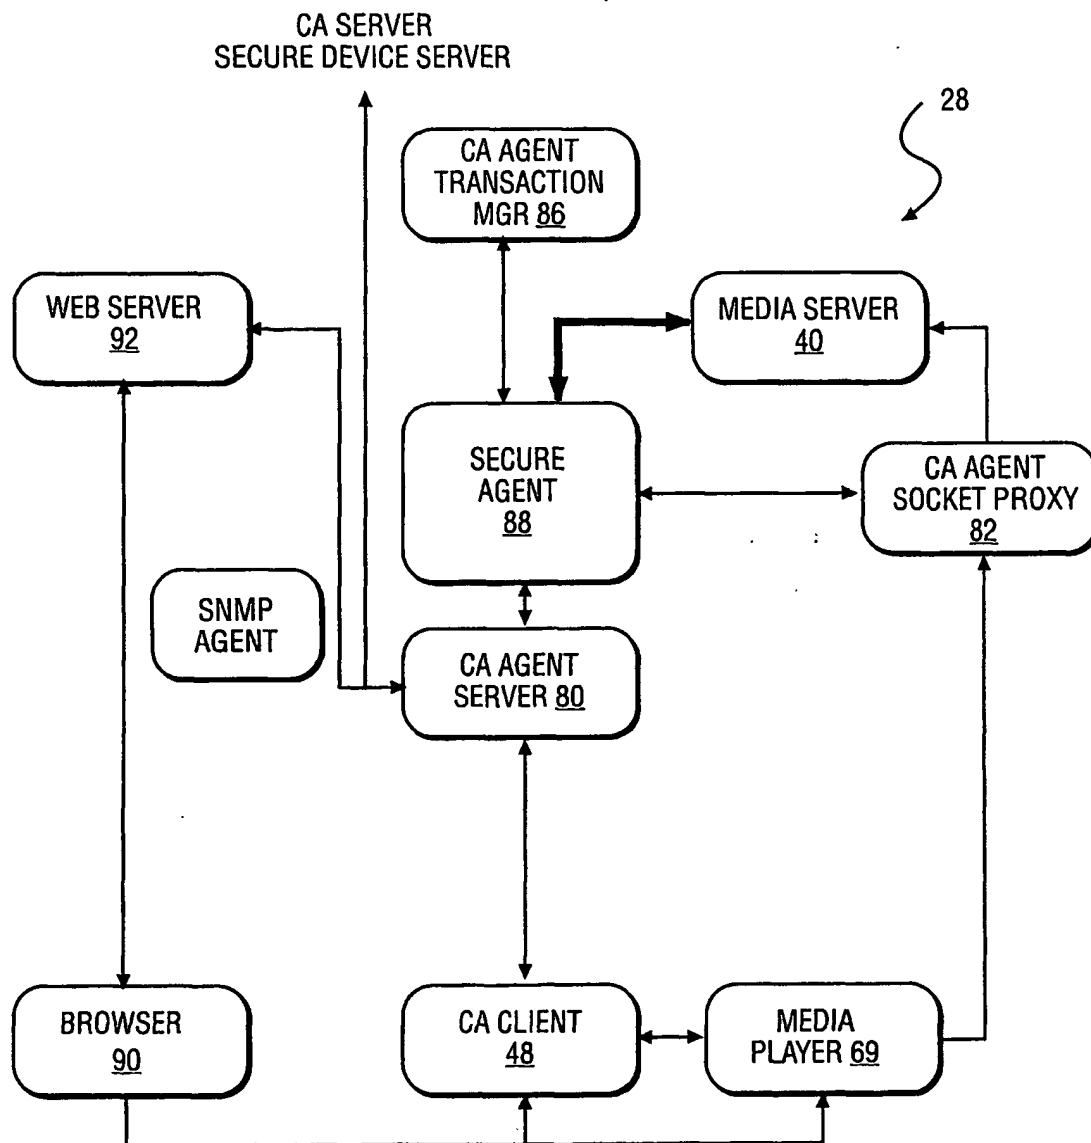 CA SERVER
SECURE DEVICE SERVER
28
CA AGENT
TRANSACTION
MGR 86
WEB SERVER
92
MEDIA SERVER
40
SECURE
AGENT
88
CA AGENT
SOCKET PROXY
82
SNMP
AGENT
CA AGENT
SERVER 80
BROWSER
90
CA CLIENT
48
MEDIA
PLAYER 69